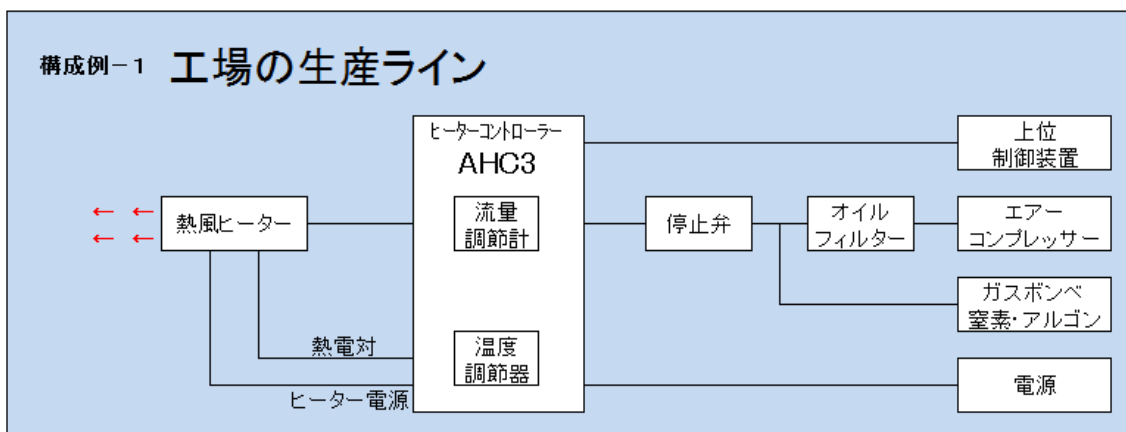 構成例－1 工場の生産ライン
ヒーターコントローラー
AHC3
上位
制御装置
← ←
← ←
熱風ヒーター
流量
調節計
停止弁
オイル
フィルター
エアー
コンプレッサー
ガスボンベ
窒素・アルゴン
熱電対
温度
調節器
ヒーター電源
電源